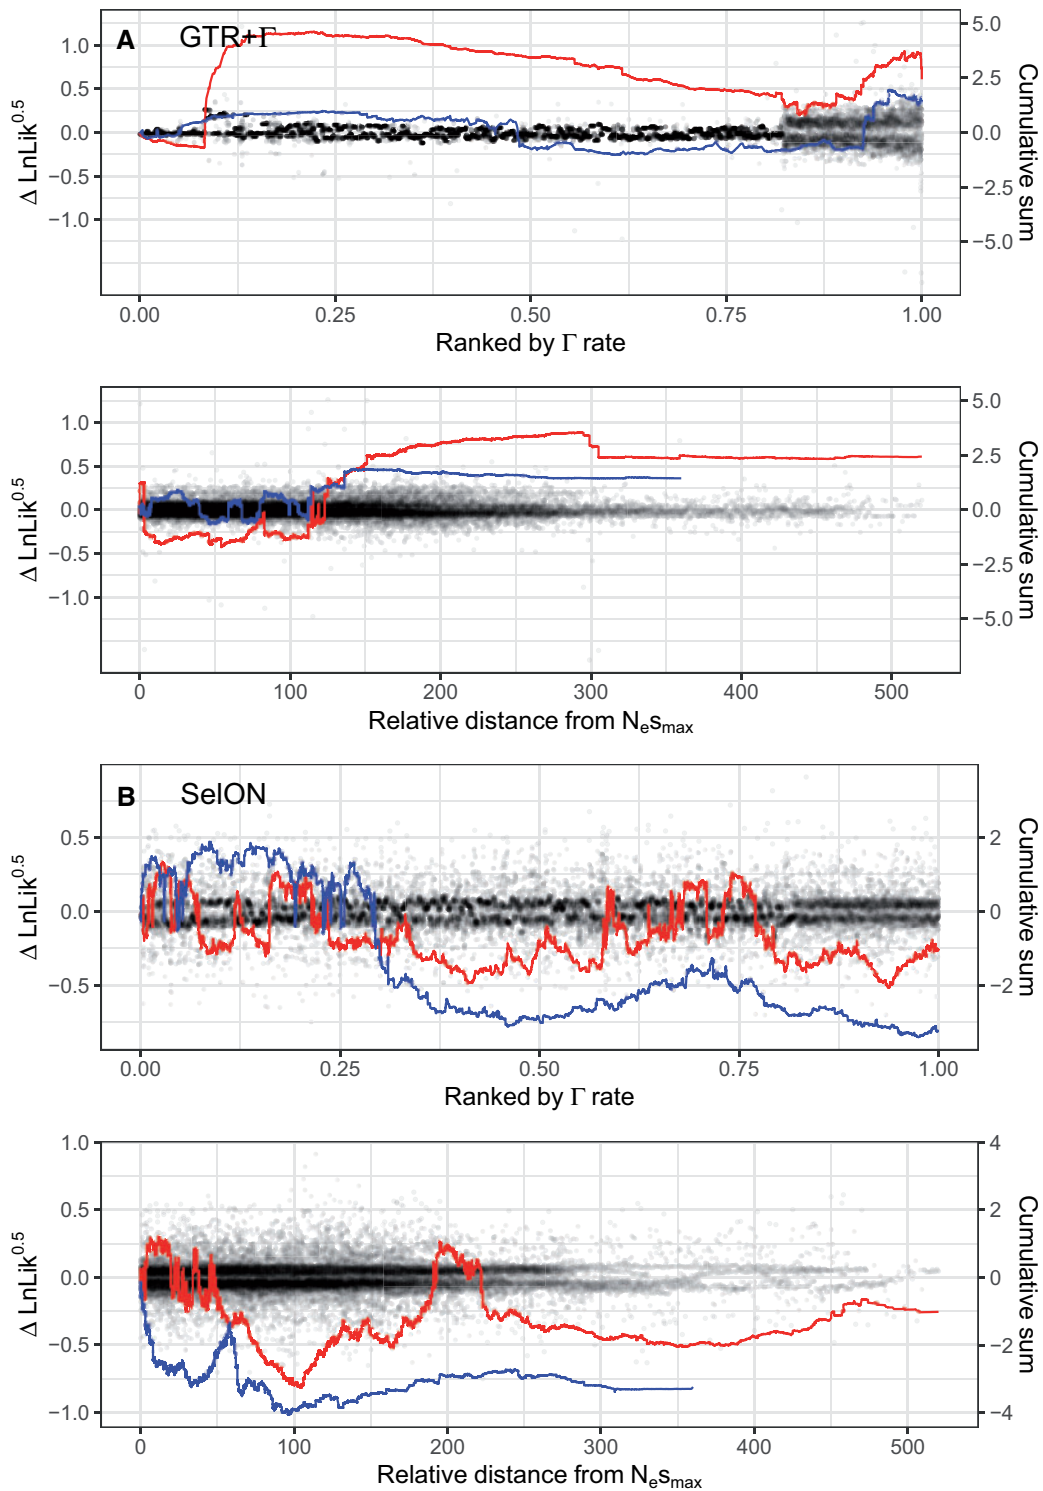 A GTR+Γ
Δ LnLik^0.5
1.0
0.5
0.0
−0.5
−1.0
5.0
2.5
0.0
−2.5
−5.0
Cumulative sum
0.00 0.25 0.50 0.75 1.00
Ranked by Γ rate
Δ LnLik^0.5
1.0
0.5
0.0
−0.5
−1.0
5.0
2.5
0.0
−2.5
−5.0
Cumulative sum
0 100 200 300 400 500
Relative distance from N_e s_max
B SelON
Δ LnLik^0.5
0.5
0.0
−0.5
2
0
−2
Cumulative sum
0.00 0.25 0.50 0.75 1.00
Ranked by Γ rate
Δ LnLik^0.5
1.0
0.5
0.0
−0.5
−1.0
4
2
0
−2
−4
Cumulative sum
0 100 200 300 400 500
Relative distance from N_e s_max